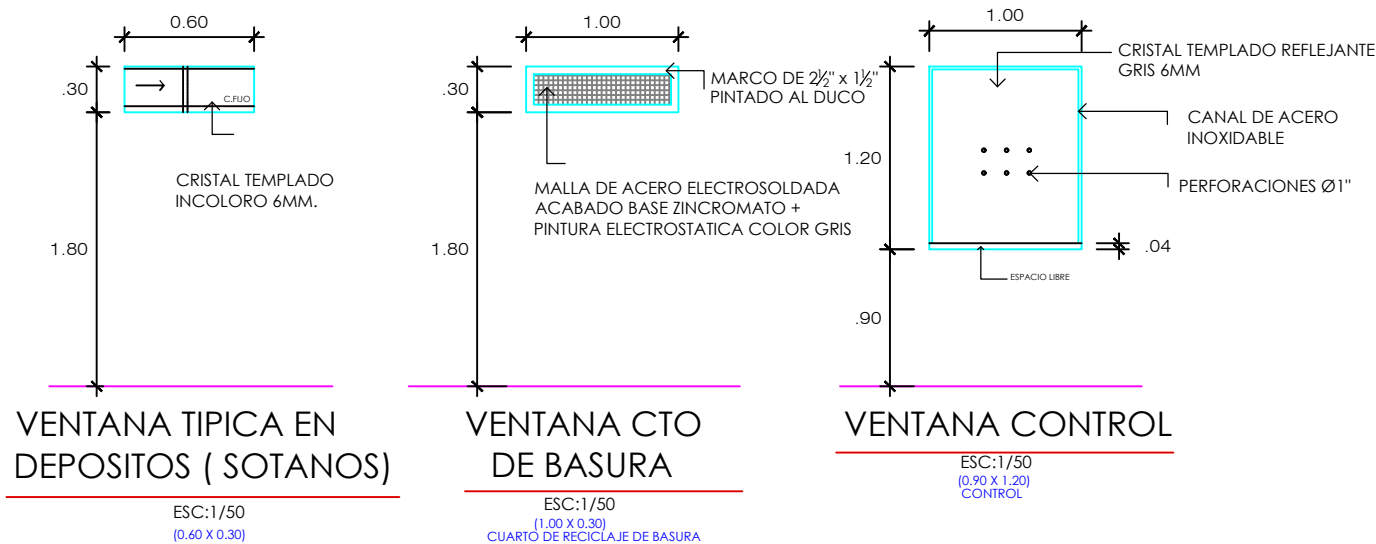 0.60
.30
C.FIJO
CRISTAL TEMPLADO
INCOLORO 6MM.
1.80
VENTANA TIPICA EN
DEPOSITOS ( SOTANOS)
ESC:1/50
(0.60 X 0.30)
1.00
.30
MARCO DE 2½" x 1½"
PINTADO AL DUCO
MALLA DE ACERO ELECTROSOLDADA
ACABADO BASE ZINCROMATO +
PINTURA ELECTROSTATICA COLOR GRIS
1.80
VENTANA CTO
DE BASURA
ESC:1/50
(1.00 X 0.30)
CUARTO DE RECICLAJE DE BASURA
1.00
CRISTAL TEMPLADO REFLEJANTE
GRIS 6MM
CANAL DE ACERO
INOXIDABLE
1.20
PERFORACIONES Ø1"
.04
ESPACIO LIBRE
.90
VENTANA CONTROL
ESC:1/50
(0.90 X 1.20)
CONTROL